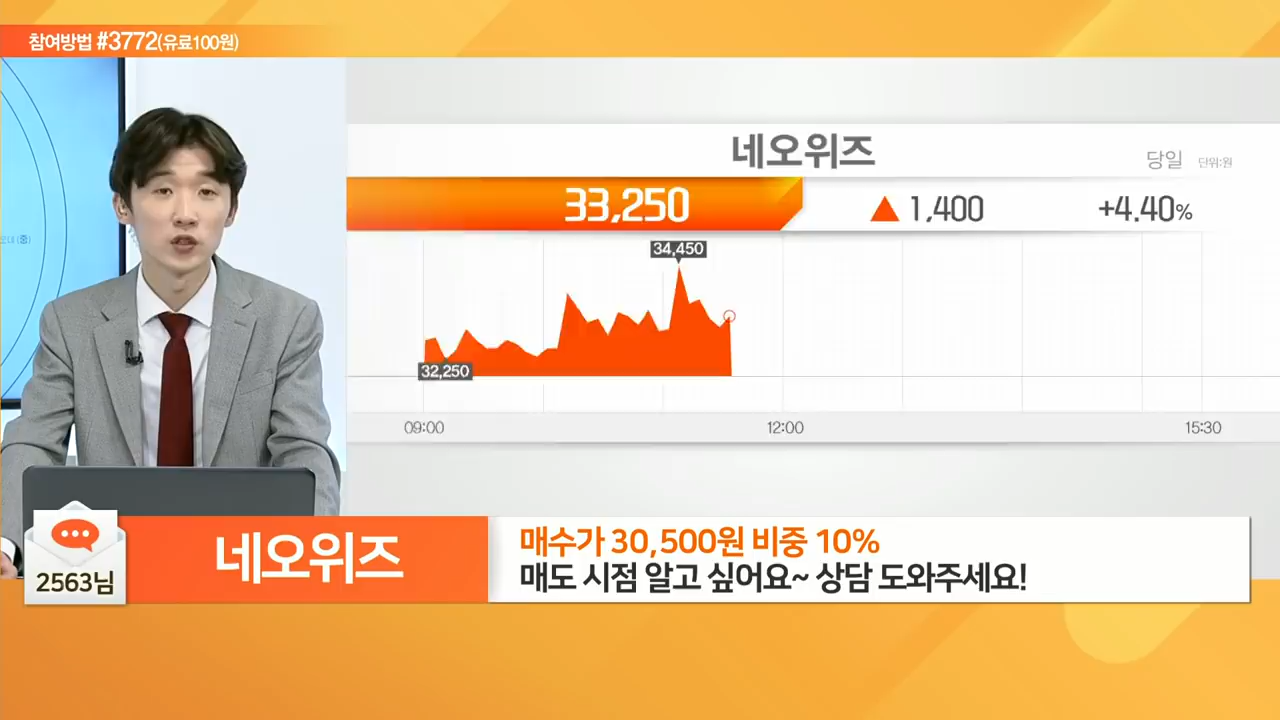 참여방법 #3772(유료100원)
네오위즈
당일 단위:원
33,250 ▲ 1,400 +4.40%
34,450
32,250
09:00 12:00 15:30
2563님
네오위즈
매수가 30,500원 비중 10%
매도 시점 알고 싶어요~ 상담 도와주세요!